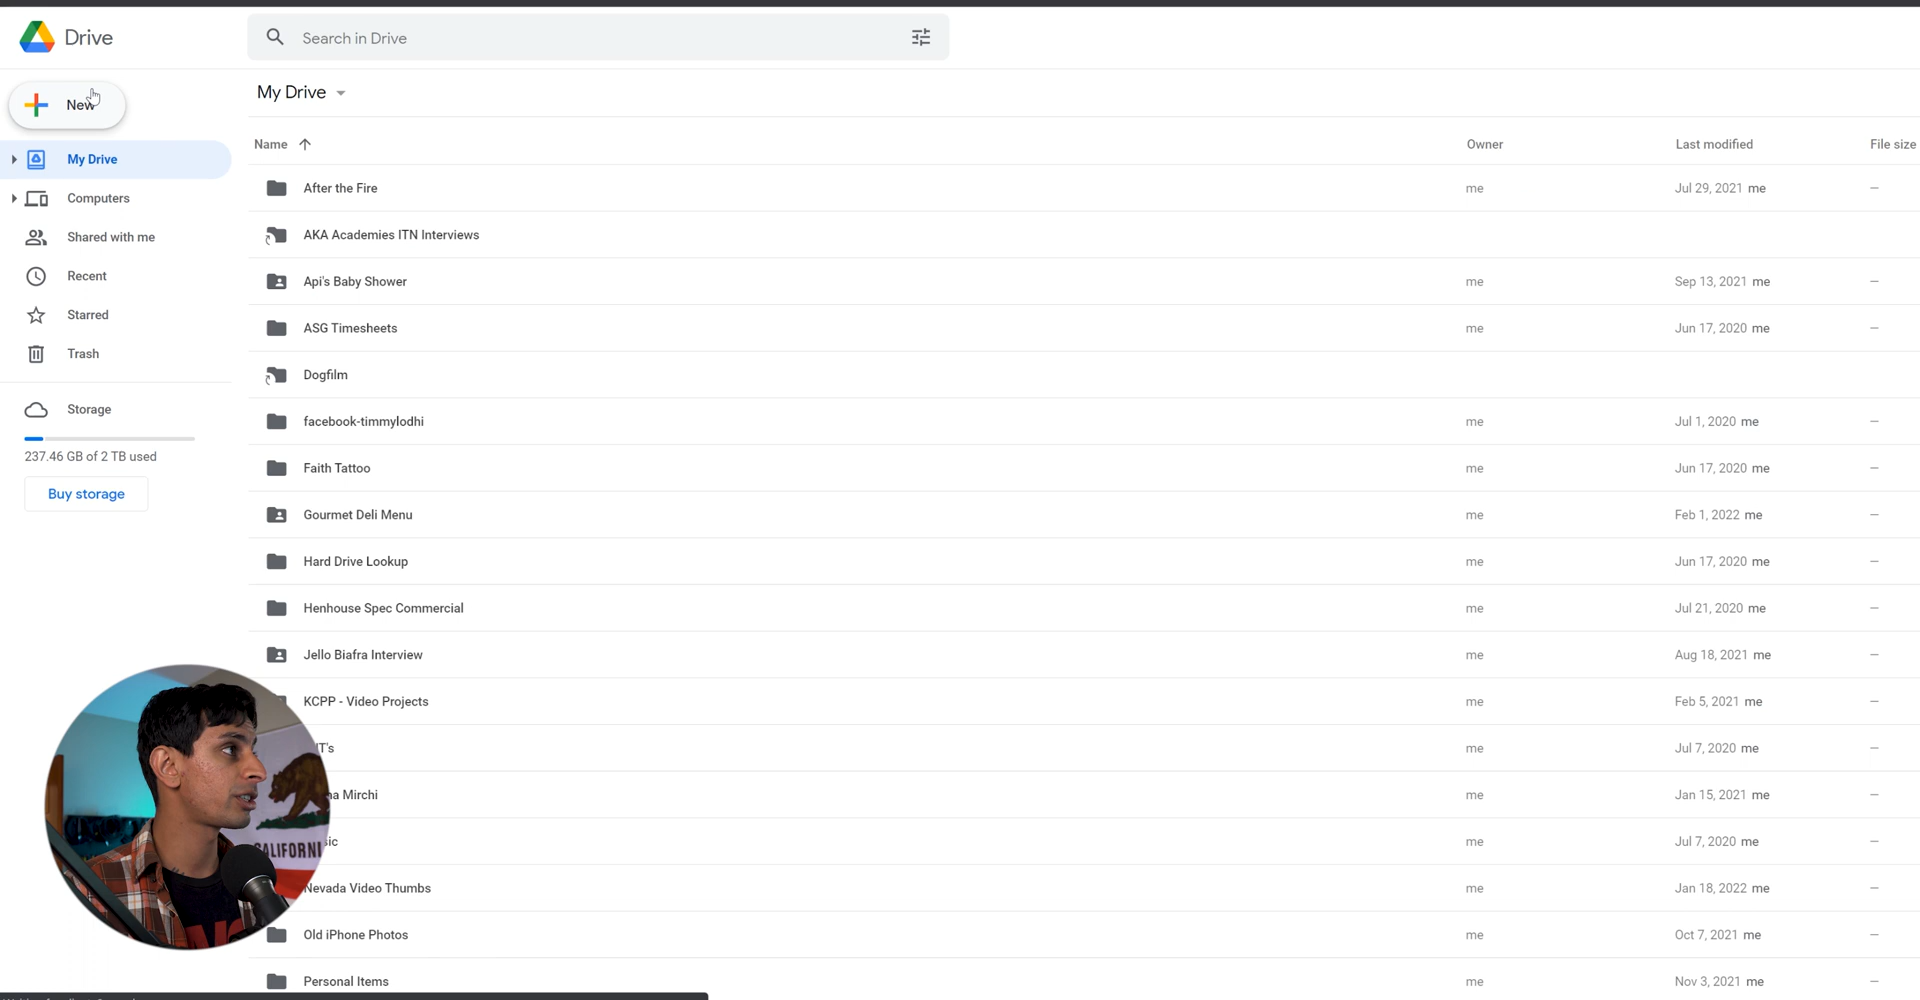 Drive
Search in Drive
New
My Drive
Name
Owner
Last modified
File size
My Drive
Computers
Shared with me
Recent
Starred
Trash
Storage
237.46 GB of 2 TB used
Buy storage
After the Fire me Jul 29, 2021 me –
AKA Academies ITN Interviews
Api's Baby Shower me Sep 13, 2021 me –
ASG Timesheets me Jun 17, 2020 me –
Dogfilm
facebook-timmylodhi me Jul 1, 2020 me –
Faith Tattoo me Jun 17, 2020 me –
Gourmet Deli Menu me Feb 1, 2022 me –
Hard Drive Lookup me Jun 17, 2020 me –
Henhouse Spec Commercial me Jul 21, 2020 me –
Jello Biafra Interview me Aug 18, 2021 me –
KCPP - Video Projects me Feb 5, 2021 me –
IT's me Jul 7, 2020 me –
Mirchi me Jan 15, 2021 me –
me Jul 7, 2020 me –
Nevada Video Thumbs me Jan 18, 2022 me –
Old iPhone Photos me Oct 7, 2021 me –
Personal Items me Nov 3, 2021 me –
CALIFORNI